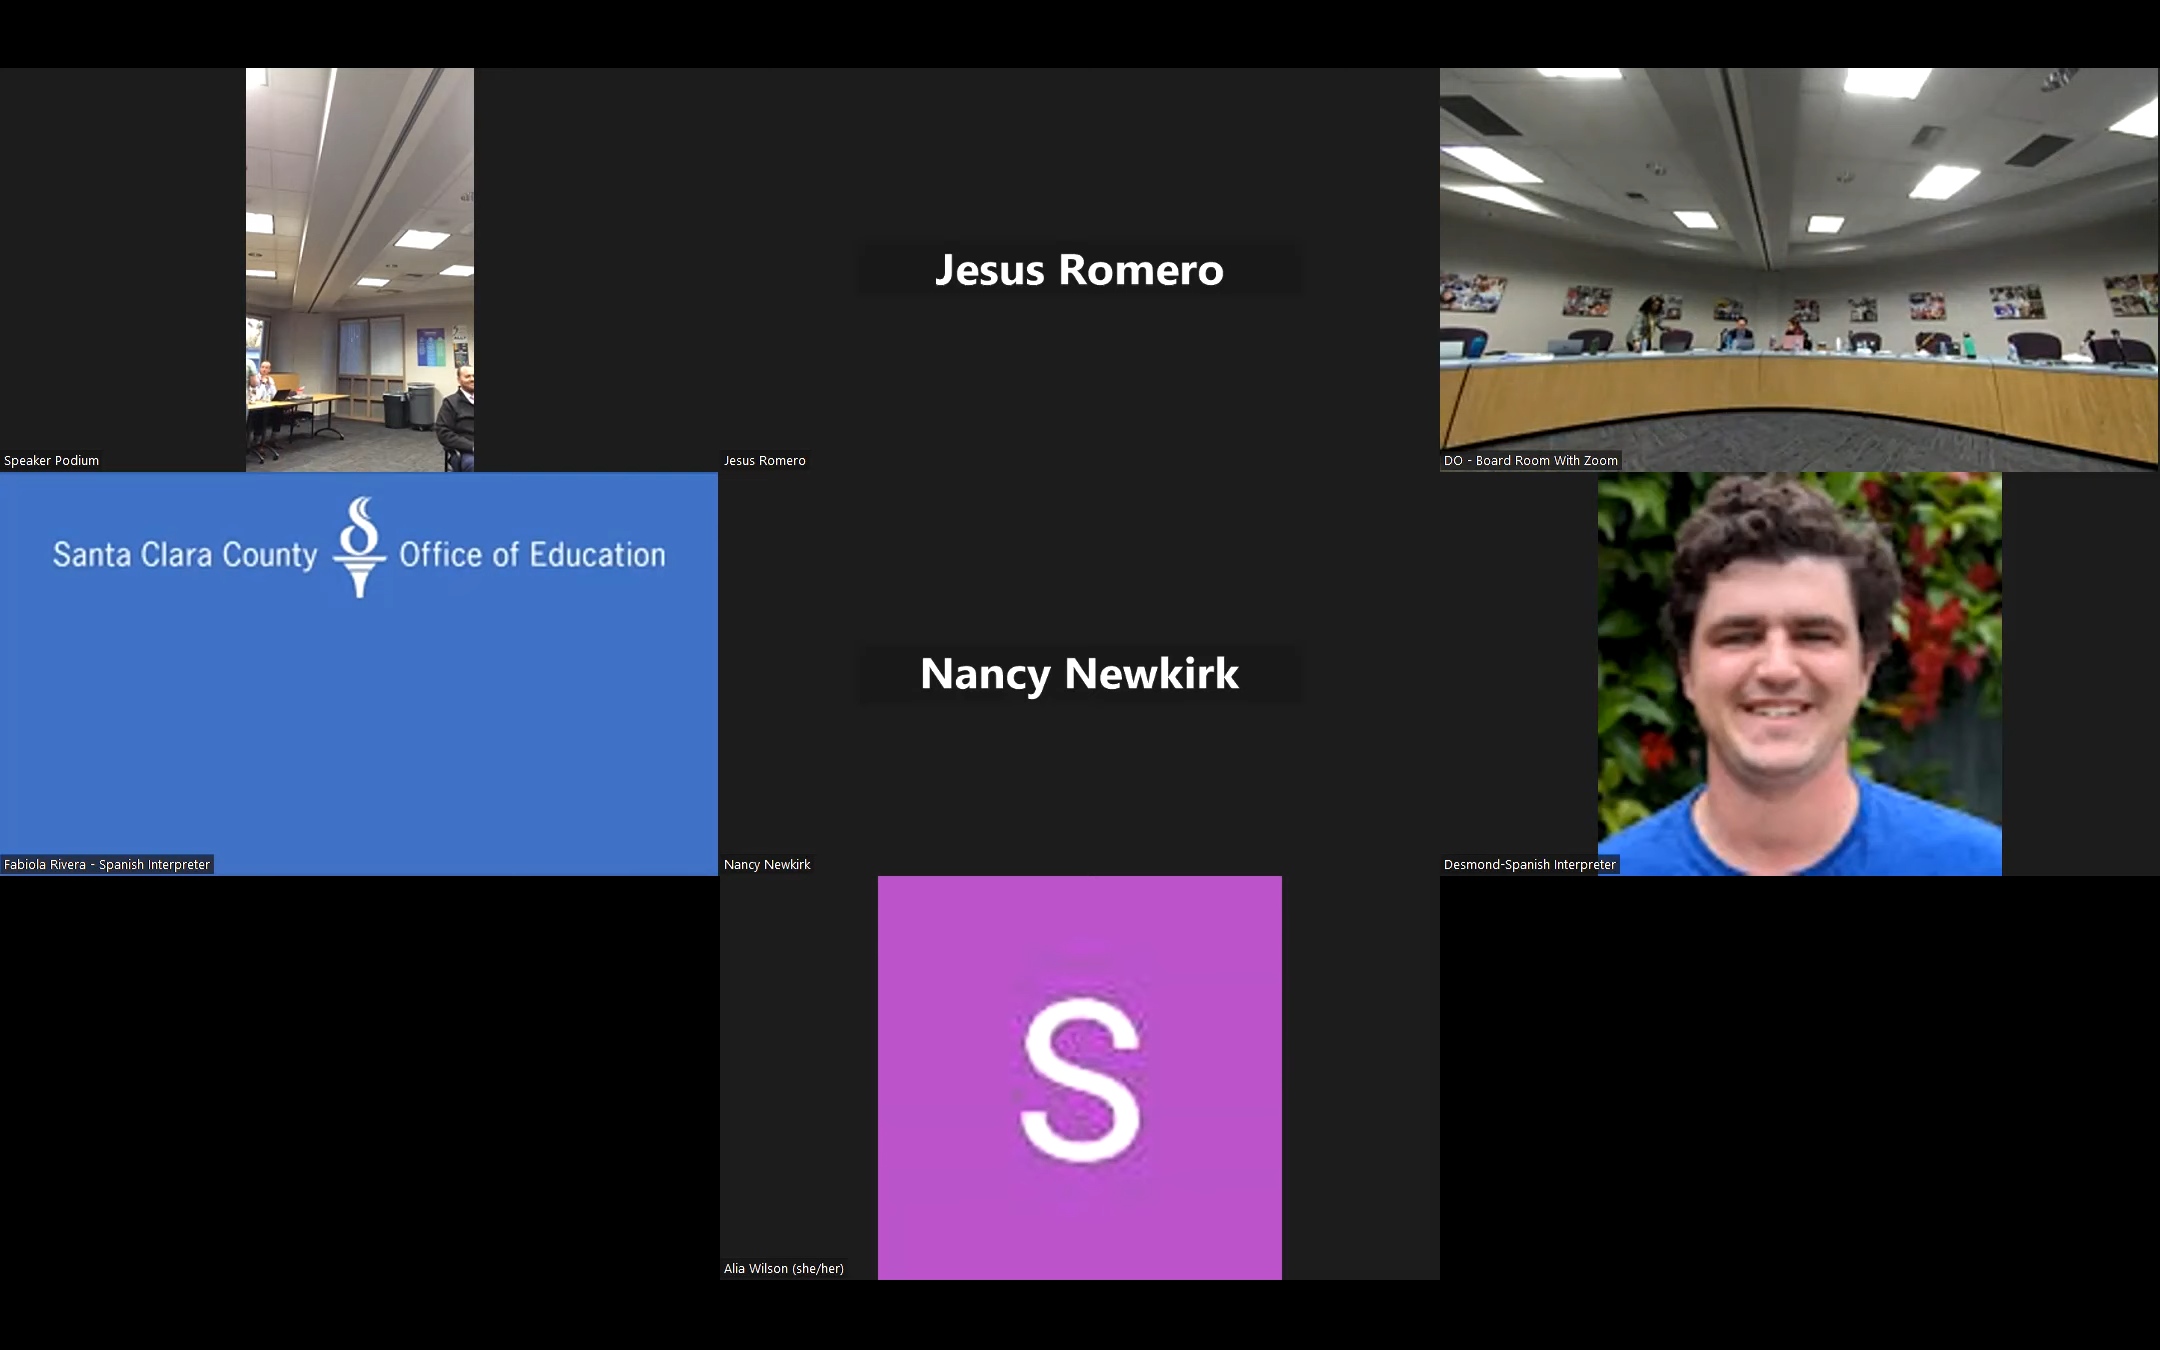 Jesus Romero
Speaker Podium
Jesus Romero
DO - Board Room With Zoom
Santa Clara County Office of Education
Nancy Newkirk
Fabiola Rivera - Spanish Interpreter
Nancy Newkirk
Desmond-Spanish Interpreter
S
Alia Wilson (she/her)